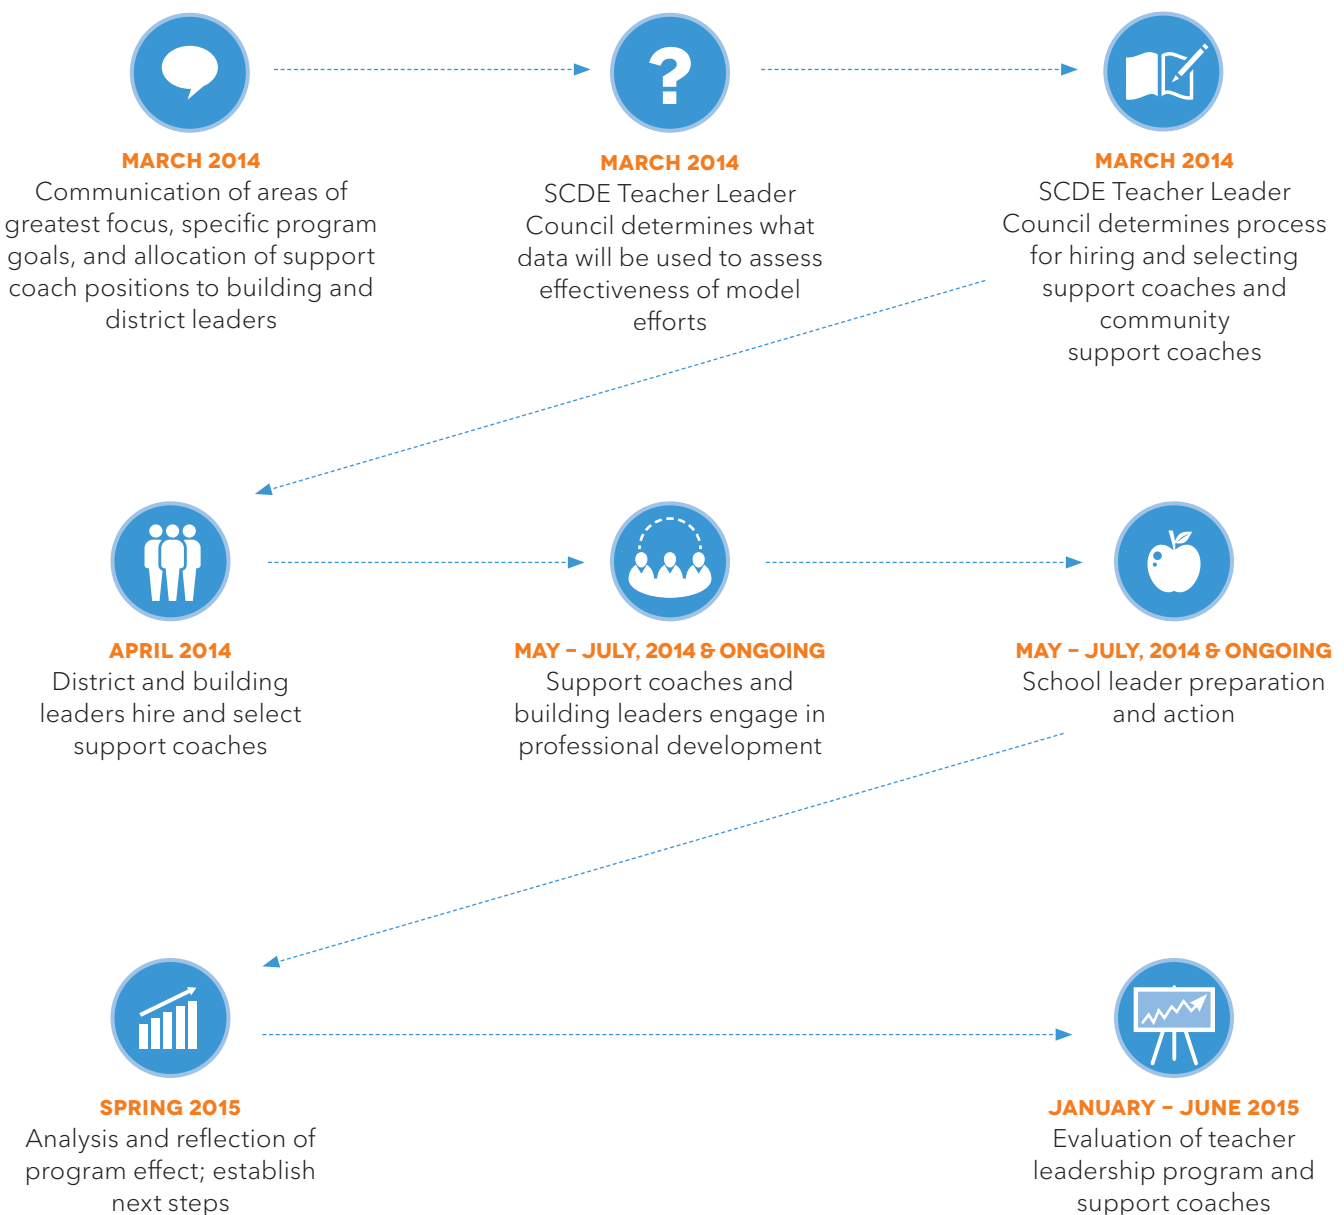 MARCH 2014
Communication of areas of
greatest focus, specific program
goals, and allocation of support
coach positions to building and
district leaders
?
MARCH 2014
SCDE Teacher Leader
Council determines what
data will be used to assess
effectiveness of model
efforts
MARCH 2014
SCDE Teacher Leader
Council determines process
for hiring and selecting
support coaches and
community
support coaches
APRIL 2014
District and building
leaders hire and select
support coaches
MAY – JULY, 2014 & ONGOING
Support coaches and
building leaders engage in
professional development
MAY – JULY, 2014 & ONGOING
School leader preparation
and action
SPRING 2015
Analysis and reflection of
program effect; establish
next steps
JANUARY – JUNE 2015
Evaluation of teacher
leadership program and
support coaches